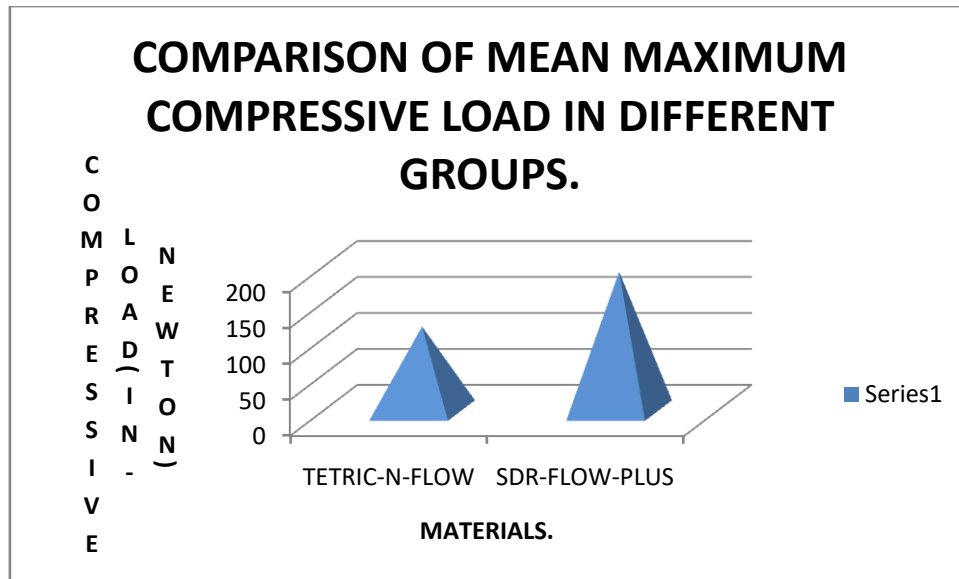 COMPARISON OF MEAN MAXIMUM
COMPRESSIVE LOAD IN DIFFERENT
GROUPS.
COMPRESSIVE
LOAD(IN-
NEWTON)
200
150
100
50
0
TETRIC-N-FLOW SDR-FLOW-PLUS
MATERIALS.
Series1